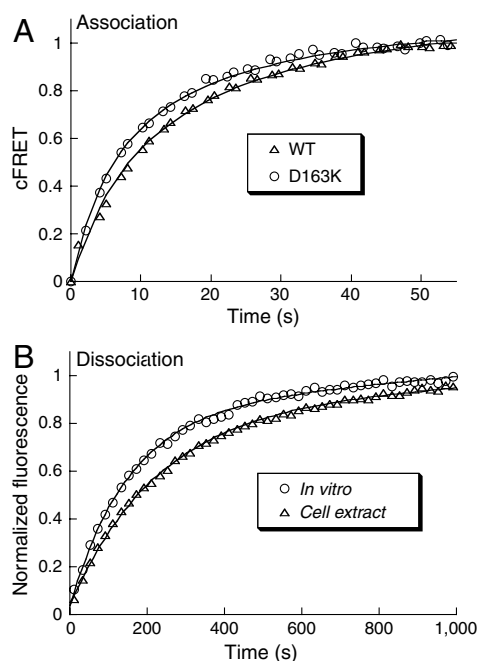 A
Association
1
0.8
0.6
0.4
0.2
0
cFRET
WT
D163K
0 10 20 30 40 50
Time (s)
B
Dissociation
1
0.8
0.6
0.4
0.2
0
Normalized fluorescence
In vitro
Cell extract
0 200 400 600 800 1,000
Time (s)